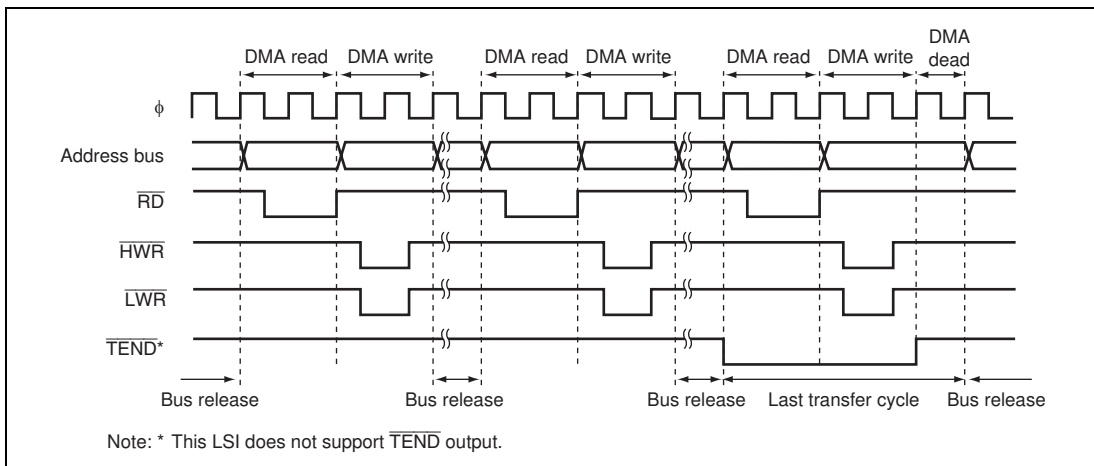 DMA read DMA write DMA read DMA write DMA read DMA write DMA dead
ϕ
Address bus
RD
HWR
LWR
TEND*
Bus release Bus release Bus release Last transfer cycle Bus release
Note: * This LSI does not support TEND output.